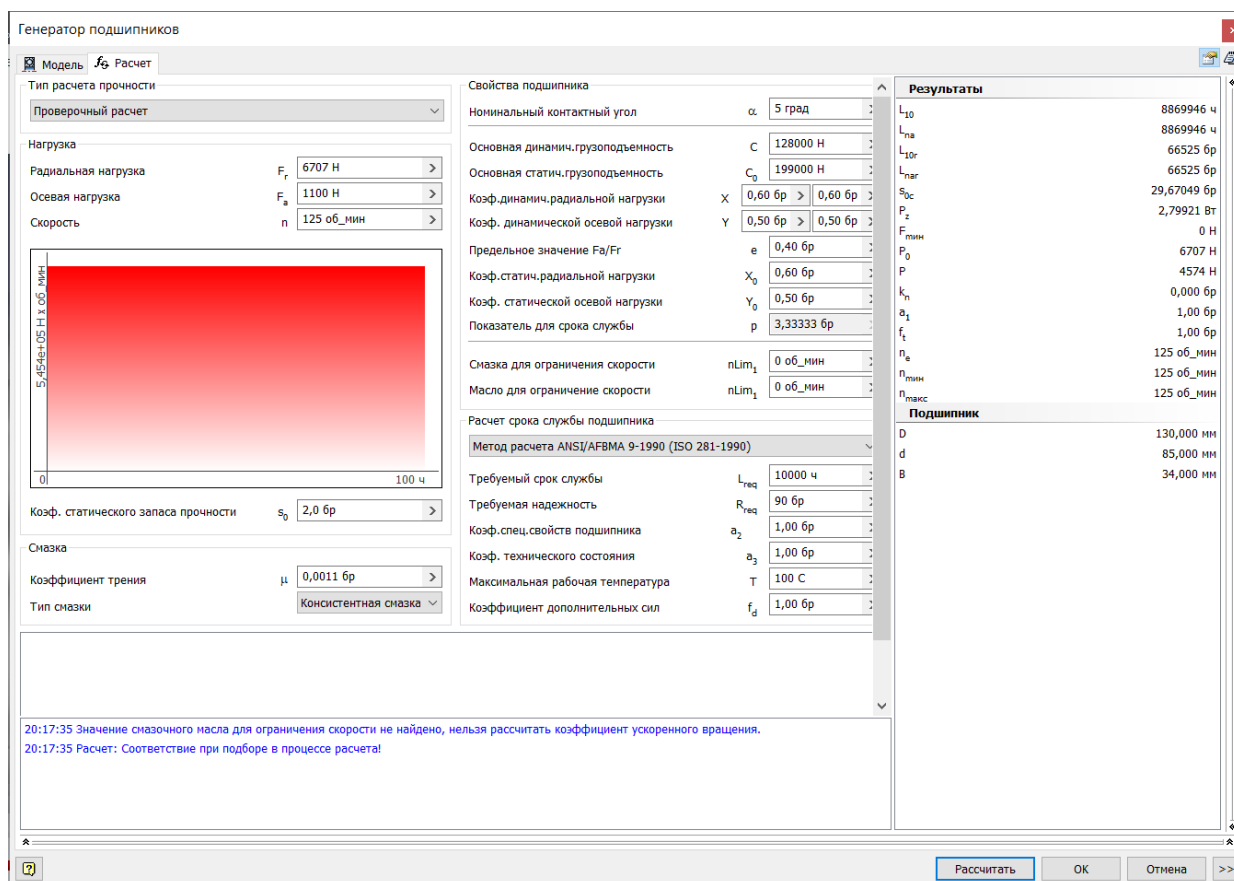 Генератор подшипников
Модель
Расчет
Тип расчета прочности
Проверочный расчет
Нагрузка
Радиальная нагрузка Fr 6707 Н
Осевая нагрузка Fa 1100 Н
Скорость n 125 об_мин
5,454e+05 Н x об_мин
0 100 ч
Коэф. статического запаса прочности s0 2,0 бр
Смазка
Коэффициент трения μ 0,0011 бр
Тип смазки Консистентная смазка
Свойства подшипника
Номинальный контактный угол α 5 град
Основная динамич.грузоподъемность C 128000 Н
Основная статич.грузоподъемность C0 199000 Н
Коэф.динамич.радиальной нагрузки X 0,60 бр 0,60 бр
Коэф. динамической осевой нагрузки Y 0,50 бр 0,50 бр
Предельное значение Fa/Fr e 0,40 бр
Коэф.статич.радиальной нагрузки X0 0,60 бр
Коэф. статической осевой нагрузки Y0 0,50 бр
Показатель для срока службы p 3,33333 бр
Смазка для ограничения скорости nLim1 0 об_мин
Масло для ограничение скорости nLim1 0 об_мин
Расчет срока службы подшипника
Метод расчета ANSI/AFBMA 9-1990 (ISO 281-1990)
Требуемый срок службы Lreq 10000 ч
Требуемая надежность Rreq 90 бр
Коэф.спец.свойств подшипника a2 1,00 бр
Коэф. технического состояния a3 1,00 бр
Максимальная рабочая температура T 100 C
Коэффициент дополнительных сил fd 1,00 бр
Результаты
L10 8869946 ч
Lna 8869946 ч
L10r 66525 бр
Lnar 66525 бр
s0c 29,67049 бр
Pz 2,79921 Вт
Fмин 0 Н
P0 6707 Н
P 4574 Н
kn 0,000 бр
a1 1,00 бр
ft 1,00 бр
ne 125 об_мин
nмин 125 об_мин
nмакс 125 об_мин
Подшипник
D 130,000 мм
d 85,000 мм
B 34,000 мм
20:17:35 Значение смазочного масла для ограничения скорости не найдено, нельзя рассчитать коэффициент ускоренного вращения.
20:17:35 Расчет: Соответствие при подборе в процессе расчета!
Рассчитать
ОК
Отмена
>>